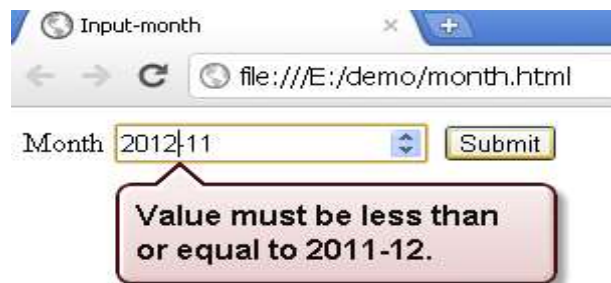 Input-month
file:///E:/demo/month.html
Month 2012-11 Submit
Value must be less than
or equal to 2011-12.